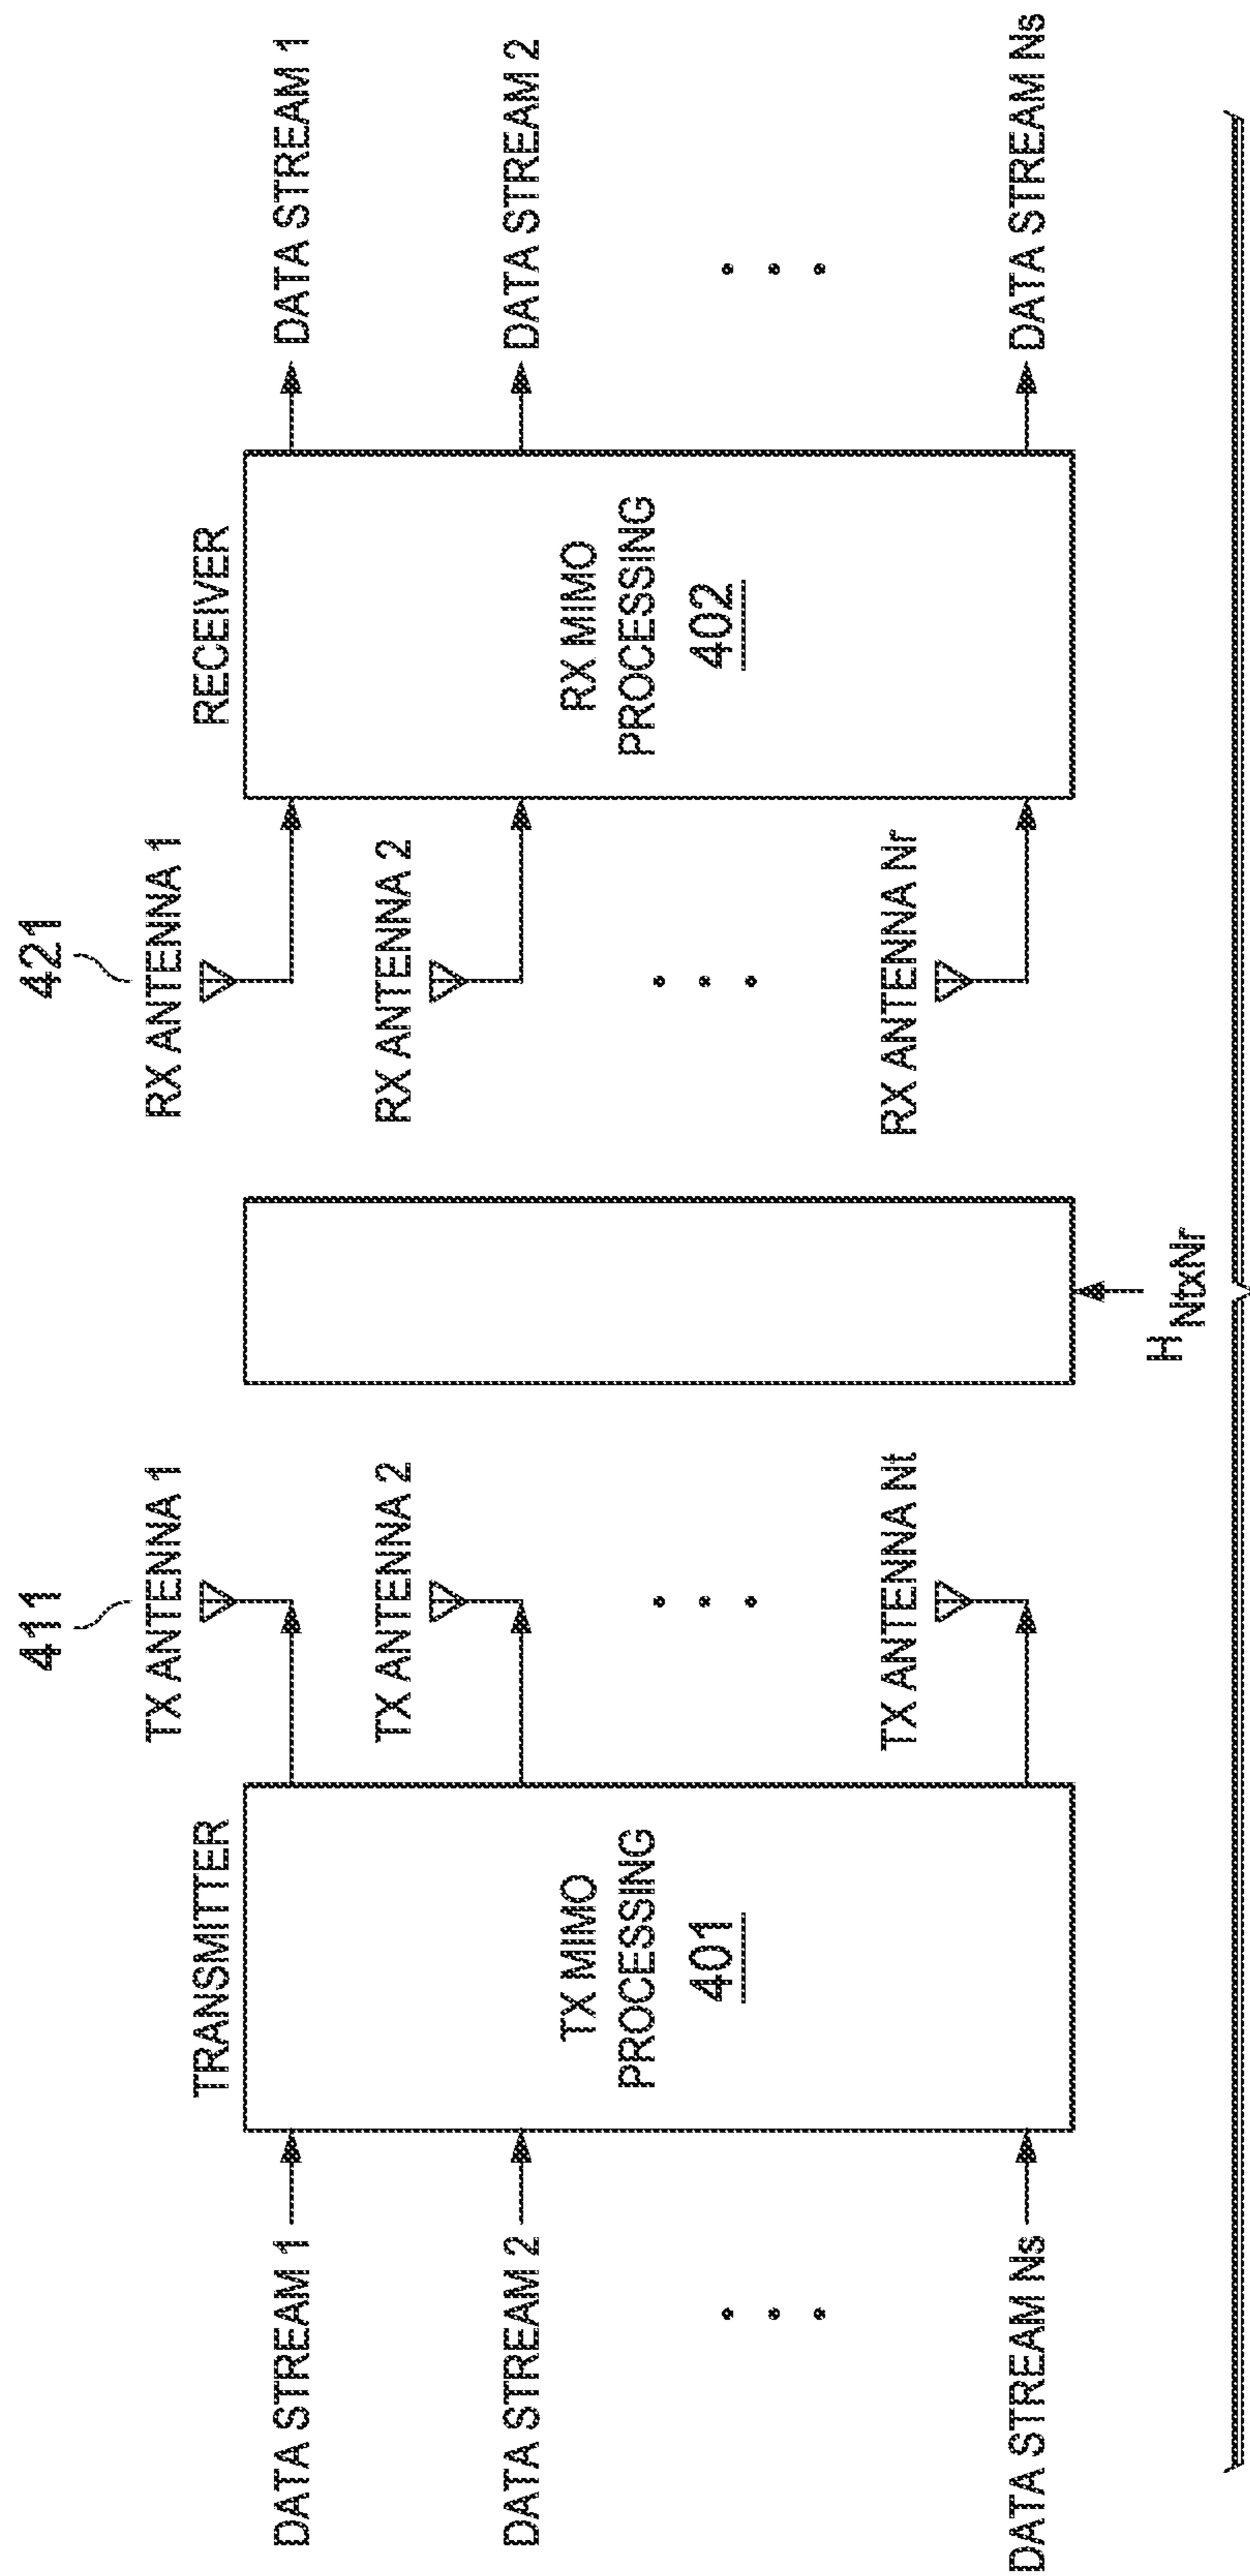 411
421
TX ANTENNA 1
RX ANTENNA 1
TRANSMITTER
RECEIVER
DATA STREAM 1
DATA STREAM 1
TX ANTENNA 2
RX ANTENNA 2
DATA STREAM 2
TX MIMO
PROCESSING
401
RX MIMO
PROCESSING
402
DATA STREAM 2
TX ANTENNA Nt
RX ANTENNA Nr
DATA STREAM Ns
DATA STREAM Ns
H NtxNr